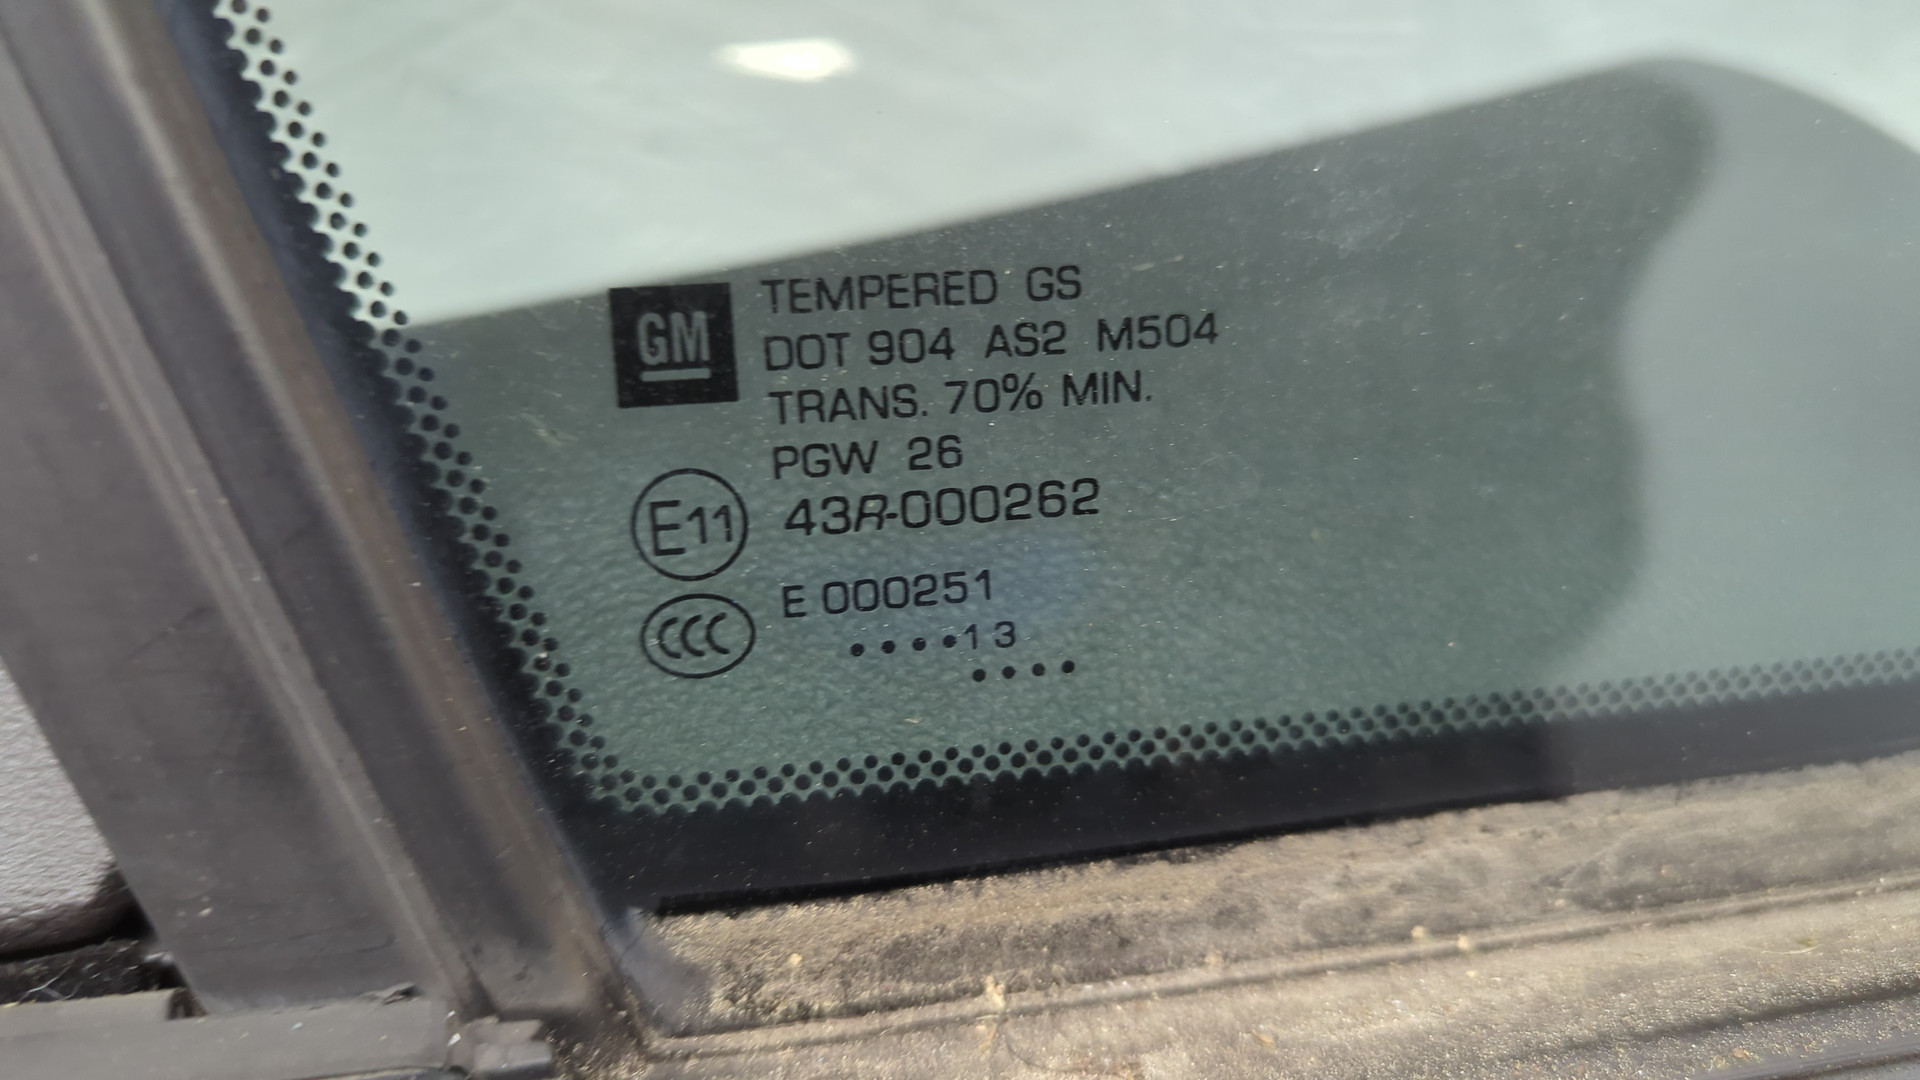 GM
TEMPERED GS
DOT 904 AS2 M504
TRANS. 70% MIN.
PGW 26
E11 43R-000262
CCC E 000251
••••13
••••